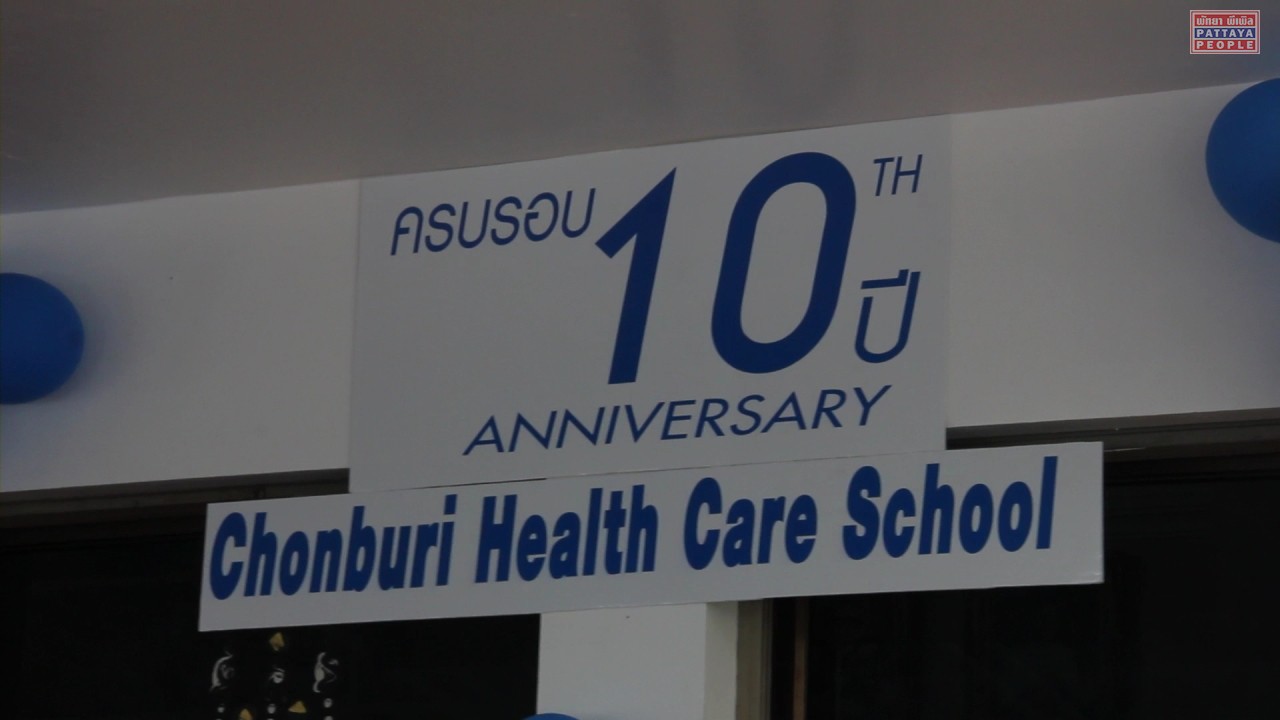 พัทยา พีเพิล
PATTAYA
PEOPLE
ครบรอบ 10 TH
ปี
ANNIVERSARY
Chonburi Health Care School